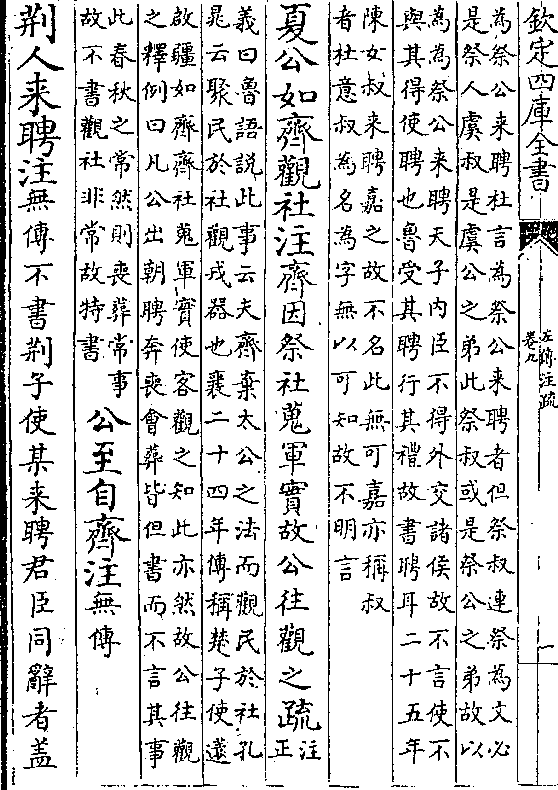 欽定四庫全書
左傳注疏
卷九
一
為祭公来聘杜言為祭公来聘者但祭叔連祭為文必
是祭人虞叔是虞公之弟此祭叔或是祭公之弟故以
為為祭公来聘天子内臣不得外交諸侯故不言使不
與其得使聘也魯受其聘行其禮故書聘耳二十五年
陳女叔来聘嘉之故不名此無可嘉亦稱叔
者杜意叔為名為字無以可知故不明言
夏公如齊觀社注齊因祭社蒐軍實故公往觀之疏注
正
義曰魯語説此事云夫齊棄太公之法而觀民於社孔
晁云聚民於社觀戎器也襄二十四年傳稱楚子使薳
啟疆如齊齊社蒐軍實使客觀之知此亦然故公往觀
之釋例曰凡公出朝聘奔喪會葬皆但書而不言其事
此春秋之常然則喪葬常事
故不書觀社非常故特書
公至自齊注無傳
荆人来聘注無傳不書荆子使某来聘君臣同辭者盖